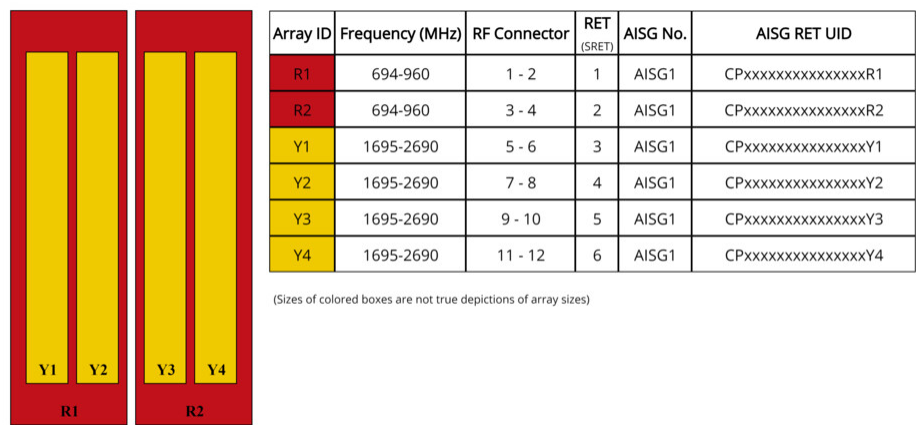 Y1 Y2 Y3 Y4
R1 R2
Array ID Frequency (MHz) RF Connector RET (SRET) AISG No. AISG RET UID
R1 694-960 1 - 2 1 AISG1 CPxxxxxxxxxxxxxxxR1
R2 694-960 3 - 4 2 AISG1 CPxxxxxxxxxxxxxxxR2
Y1 1695-2690 5 - 6 3 AISG1 CPxxxxxxxxxxxxxxxY1
Y2 1695-2690 7 - 8 4 AISG1 CPxxxxxxxxxxxxxxxY2
Y3 1695-2690 9 - 10 5 AISG1 CPxxxxxxxxxxxxxxxY3
Y4 1695-2690 11 - 12 6 AISG1 CPxxxxxxxxxxxxxxxY4
(Sizes of colored boxes are not true depictions of array sizes)